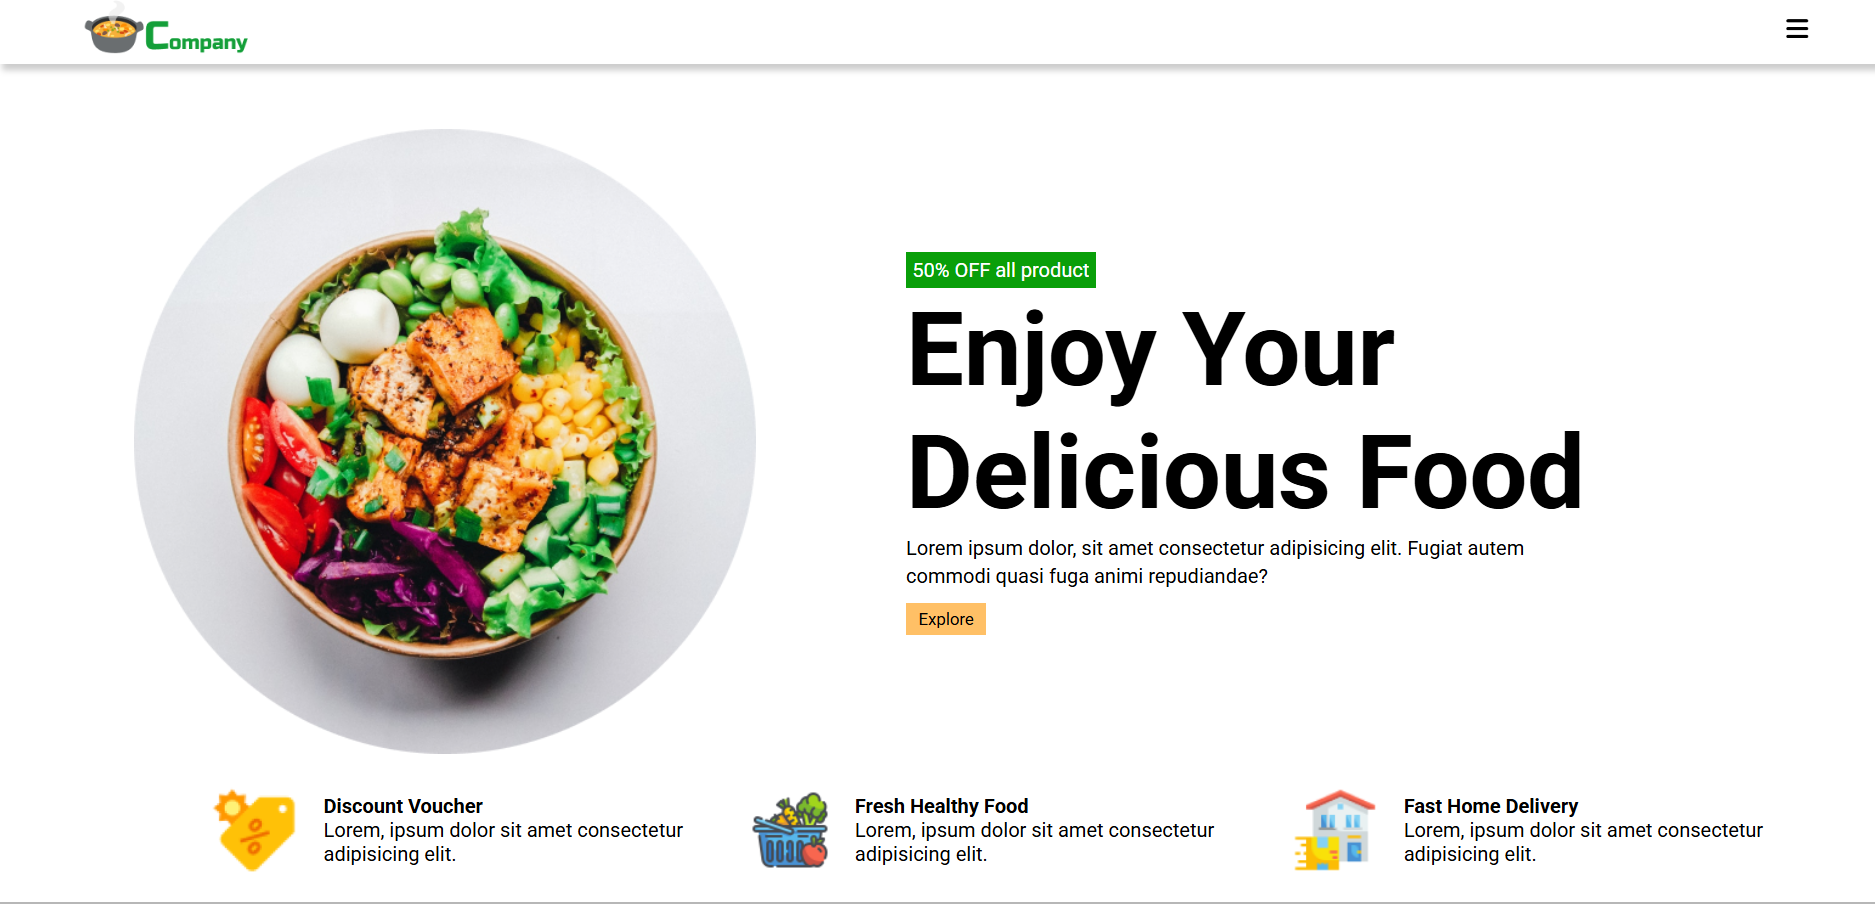 Company
50% OFF all product
Enjoy Your
Delicious Food
Lorem ipsum dolor, sit amet consectetur adipisicing elit. Fugiat autem
commodi quasi fuga animi repudiandae?
Explore
Discount Voucher
Lorem, ipsum dolor sit amet consectetur
adipisicing elit.
Fresh Healthy Food
Lorem, ipsum dolor sit amet consectetur
adipisicing elit.
Fast Home Delivery
Lorem, ipsum dolor sit amet consectetur
adipisicing elit.